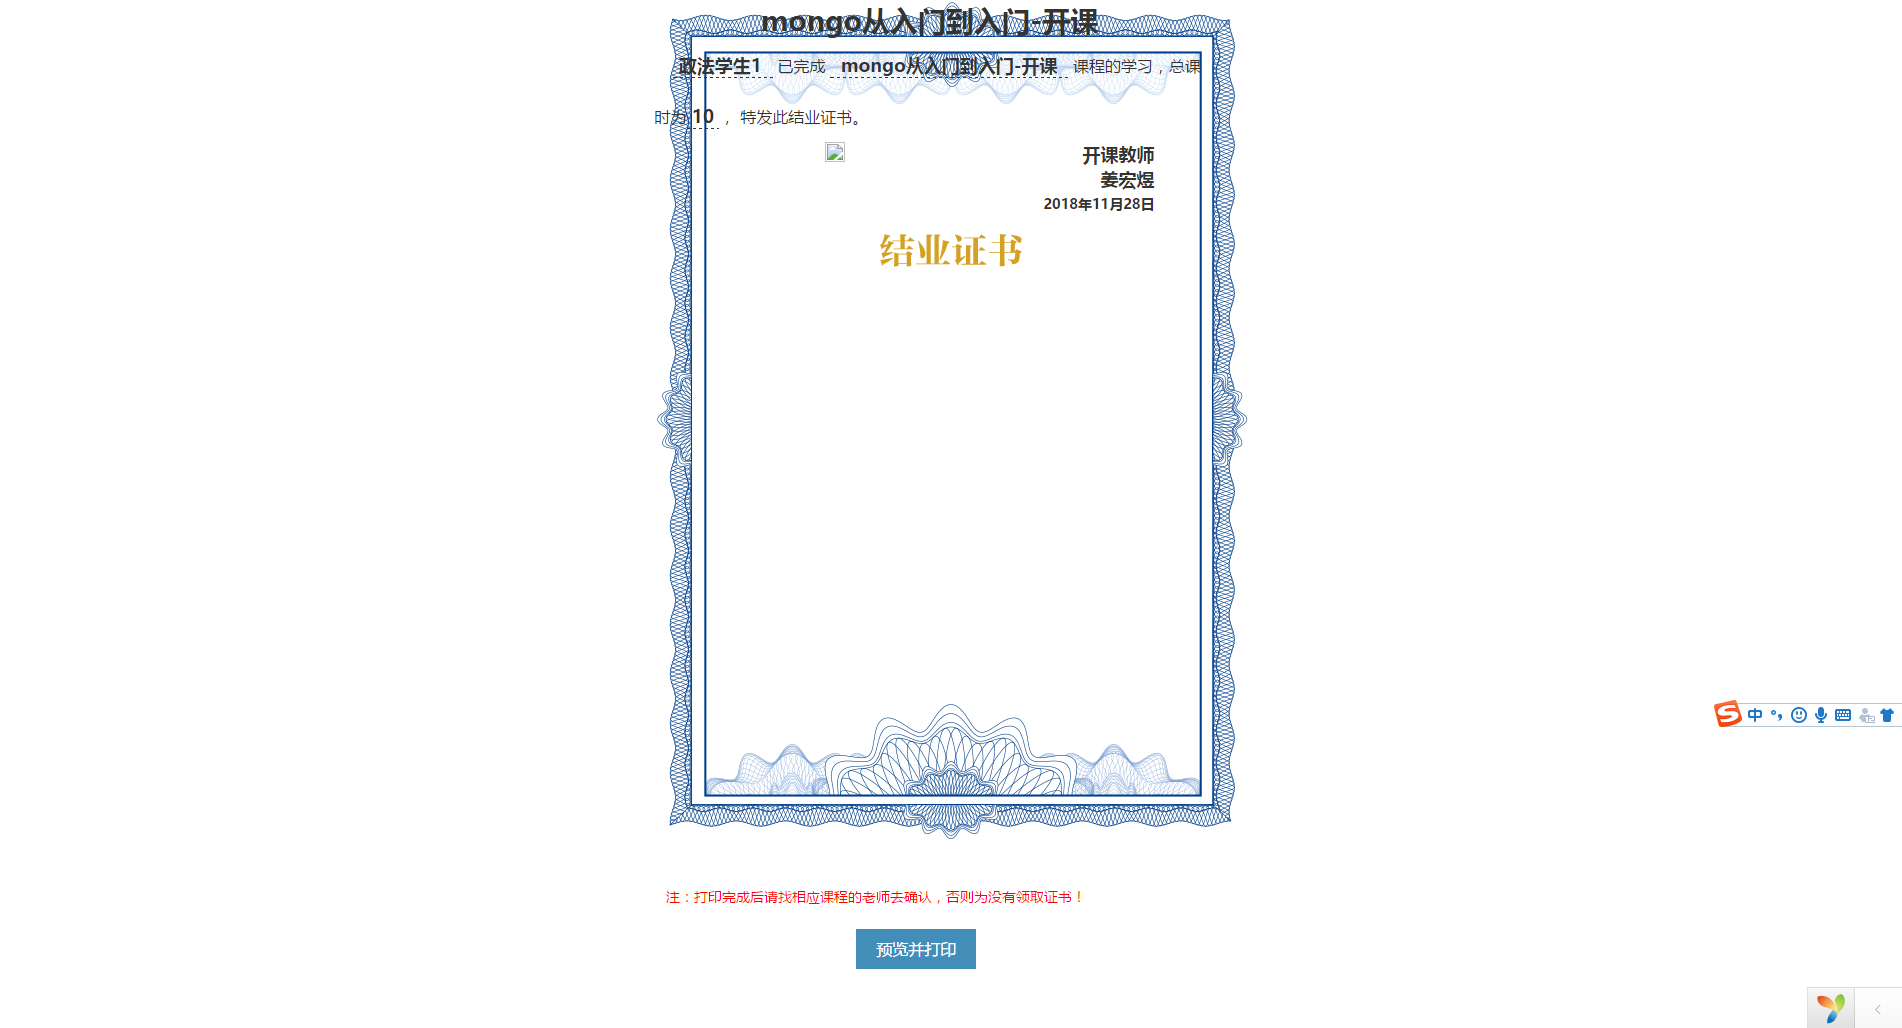 mongo从入门到入门-开课
政法学生1 已完成 mongo从入门到入门-开课 课程的学习，总课
时为 10 ，特发此结业证书。
开课教师
姜宏煜
2018年11月28日
结业证书
中
注：打印完成后请找相应课程的老师去确认，否则为没有领取证书！
预览并打印